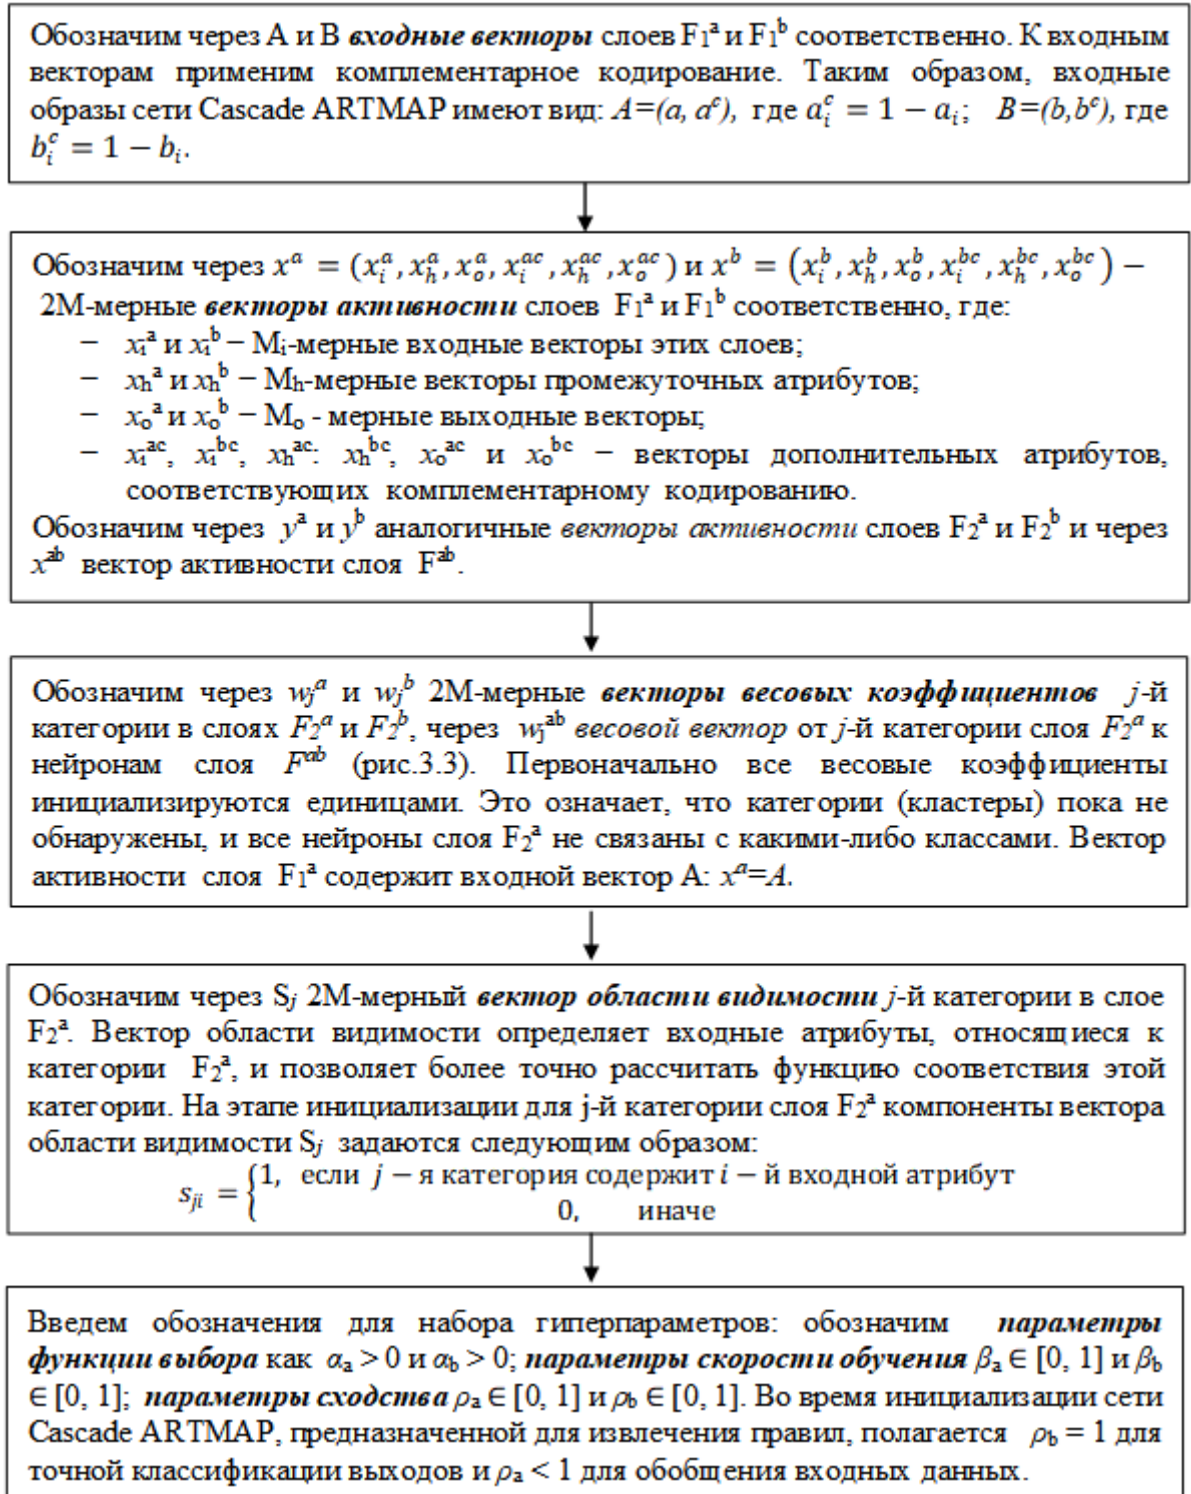 Обозначим через A и B входные векторы слоев F₁ᵃ и F₁ᵇ соответственно. К входным
векторам применим комплементарное кодирование. Таким образом, входные
образы сети Cascade ARTMAP имеют вид: A=(a, aᶜ), где aᵢᶜ = 1 − aᵢ; B=(b,bᶜ), где
bᵢᶜ = 1 − bᵢ.
Обозначим через xᵃ = (xᵢᵃ, xₕᵃ, xₒᵃ, xᵢᵃᶜ, xₕᵃᶜ, xₒᵃᶜ) и xᵇ = (xᵢᵇ, xₕᵇ, xₒᵇ, xᵢᵇᶜ, xₕᵇᶜ, xₒᵇᶜ) −
2M-мерные векторы активности слоев F₁ᵃ и F₁ᵇ соответственно, где:
− xᵢᵃ и xᵢᵇ − Mᵢ-мерные входные векторы этих слоев;
− xₕᵃ и xₕᵇ − Mₕ-мерные векторы промежуточных атрибутов;
− xₒᵃ и xₒᵇ − Mₒ - мерные выходные векторы;
− xᵢᵃᶜ, xᵢᵇᶜ, xₕᵃᶜ: xₕᵇᶜ, xₒᵃᶜ и xₒᵇᶜ − векторы дополнительных атрибутов,
соответствующих комплементарному кодированию.
Обозначим через yᵃ и yᵇ аналогичные векторы активности слоев F₂ᵃ и F₂ᵇ и через
xᵃᵇ вектор активности слоя Fᵃᵇ.
Обозначим через wⱼᵃ и wⱼᵇ 2M-мерные векторы весовых коэффициентов j-й
категории в слоях F₂ᵃ и F₂ᵇ, через wⱼᵃᵇ весовой вектор от j-й категории слоя F₂ᵃ к
нейронам слоя Fᵃᵇ (рис.3.3). Первоначально все весовые коэффициенты
инициализируются единицами. Это означает, что категории (кластеры) пока не
обнаружены, и все нейроны слоя F₂ᵃ не связаны с какими-либо классами. Вектор
активности слоя F₁ᵃ содержит входной вектор A: xᵃ=A.
Обозначим через Sⱼ 2M-мерный вектор области видимости j-й категории в слое
F₂ᵃ. Вектор области видимости определяет входные атрибуты, относящиеся к
категории F₂ᵃ, и позволяет более точно рассчитать функцию соответствия этой
категории. На этапе инициализации для j-й категории слоя F₂ᵃ компоненты вектора
области видимости Sⱼ задаются следующим образом:
sⱼᵢ = {1, если j − я категория содержит i − й входной атрибут
0, иначе
Введем обозначения для набора гиперпараметров: обозначим параметры
функции выбора как αₐ > 0 и α_b > 0; параметры скорости обучения βₐ ∈ [0, 1] и β_b
∈ [0, 1]; параметры сходства ρₐ ∈ [0, 1] и ρ_b ∈ [0, 1]. Во время инициализации сети
Cascade ARTMAP, предназначенной для извлечения правил, полагается ρ_b = 1 для
точной классификации выходов и ρₐ < 1 для обобщения входных данных.